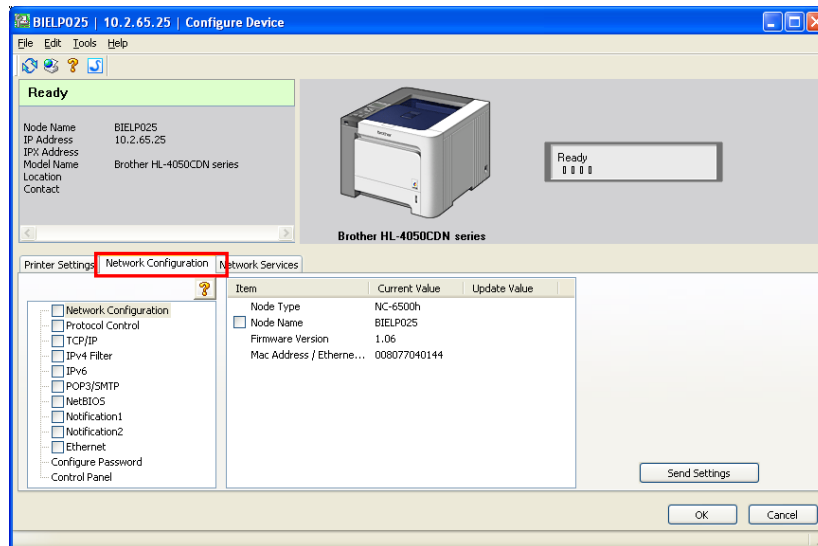 BIELP025 | 10.2.65.25 | Configure Device
File Edit Tools Help
Ready
Node Name BIELP025
IP Address 10.2.65.25
IPX Address
Model Name Brother HL-4050CDN series
Location
Contact
brother
Ready
Brother HL-4050CDN series
Printer Settings Network Configuration Network Services
Item Current Value Update Value
Network Configuration
Protocol Control
TCP/IP
IPv4 Filter
IPv6
POP3/SMTP
NetBIOS
Notification1
Notification2
Ethernet
Configure Password
Control Panel
Node Type NC-6500h
Node Name BIELP025
Firmware Version 1.06
Mac Address / Etherne... 008077040144
Send Settings
OK Cancel